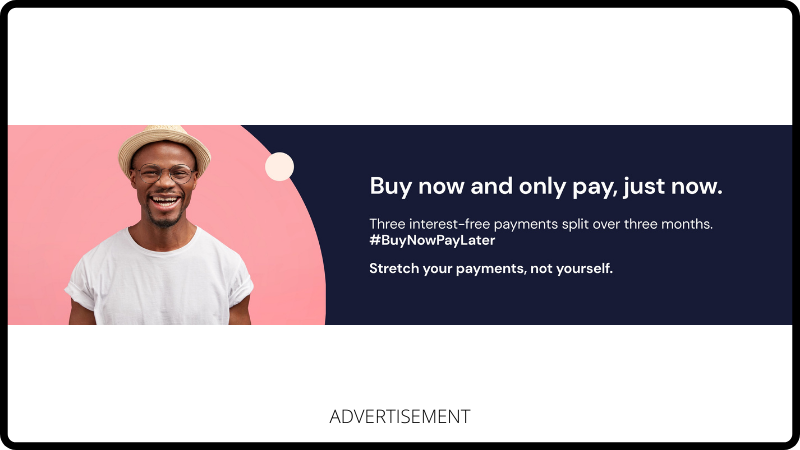 Buy now and only pay, just now.
Three interest-free payments split over three months.
#BuyNowPayLater
Stretch your payments, not yourself.
ADVERTISEMENT